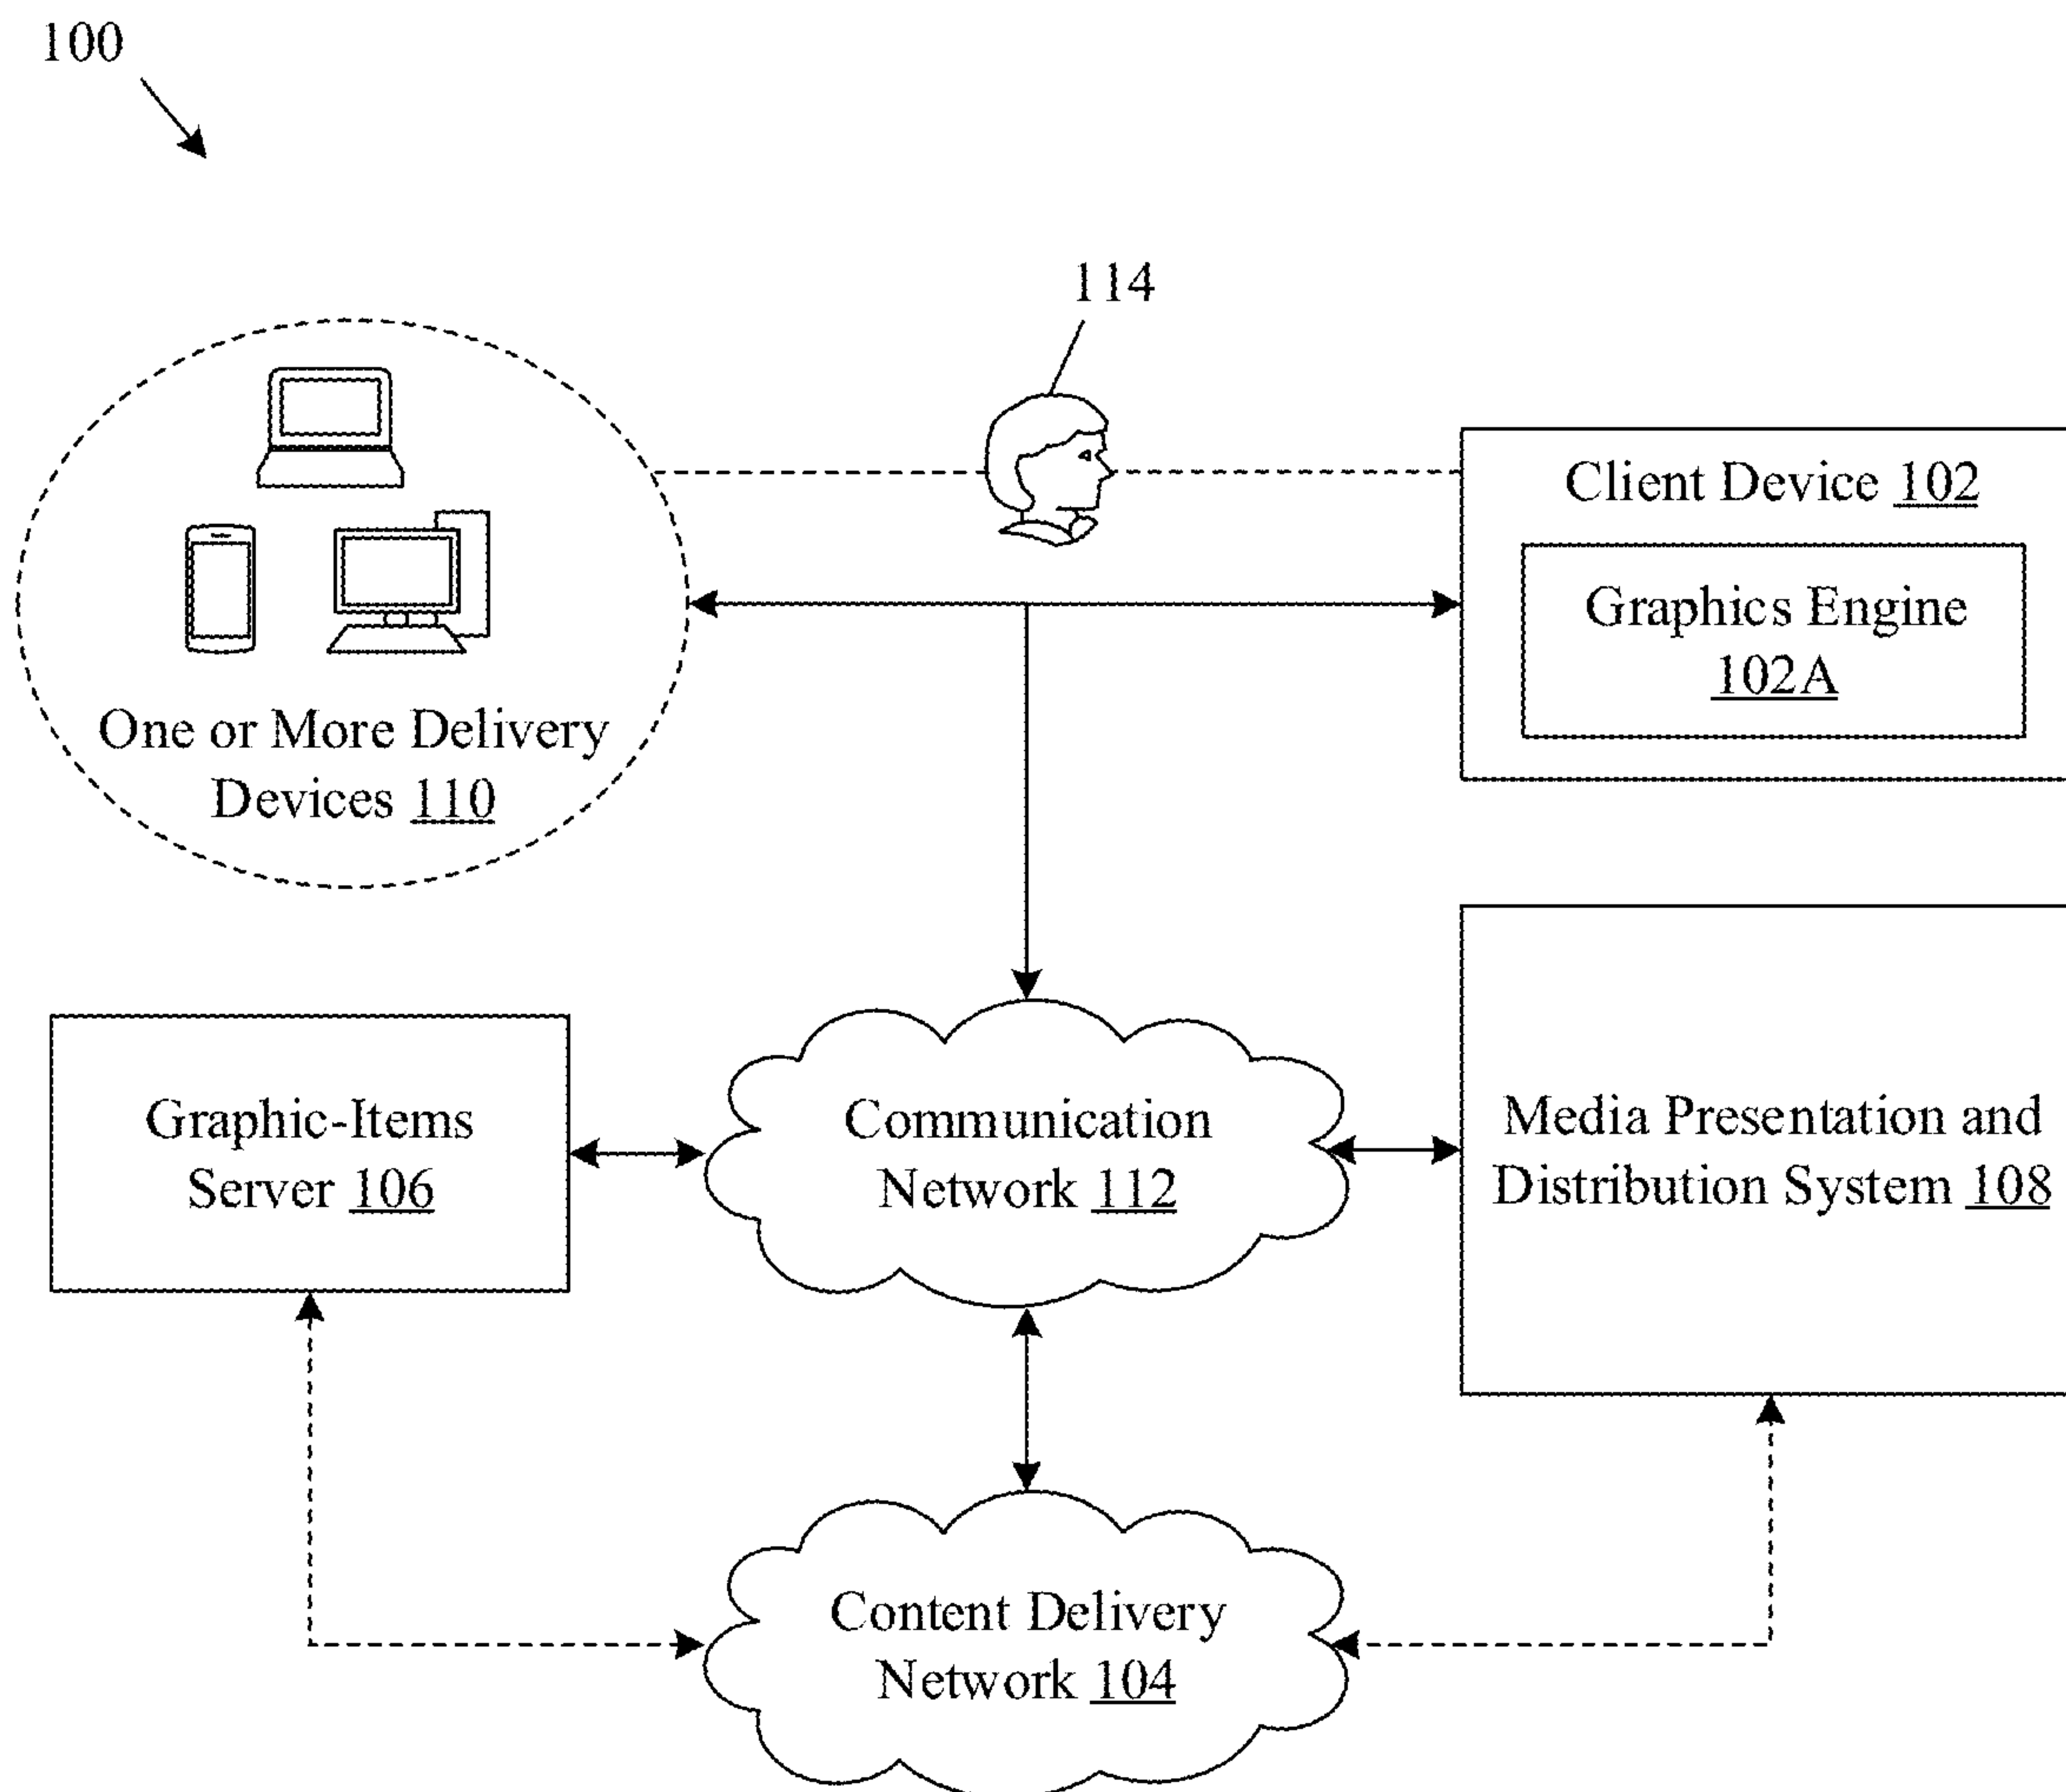 100
114
Client Device 102
Graphics Engine
102A
One or More Delivery
Devices 110
Graphic-Items
Server 106
Communication
Network 112
Media Presentation and
Distribution System 108
Content Delivery
Network 104